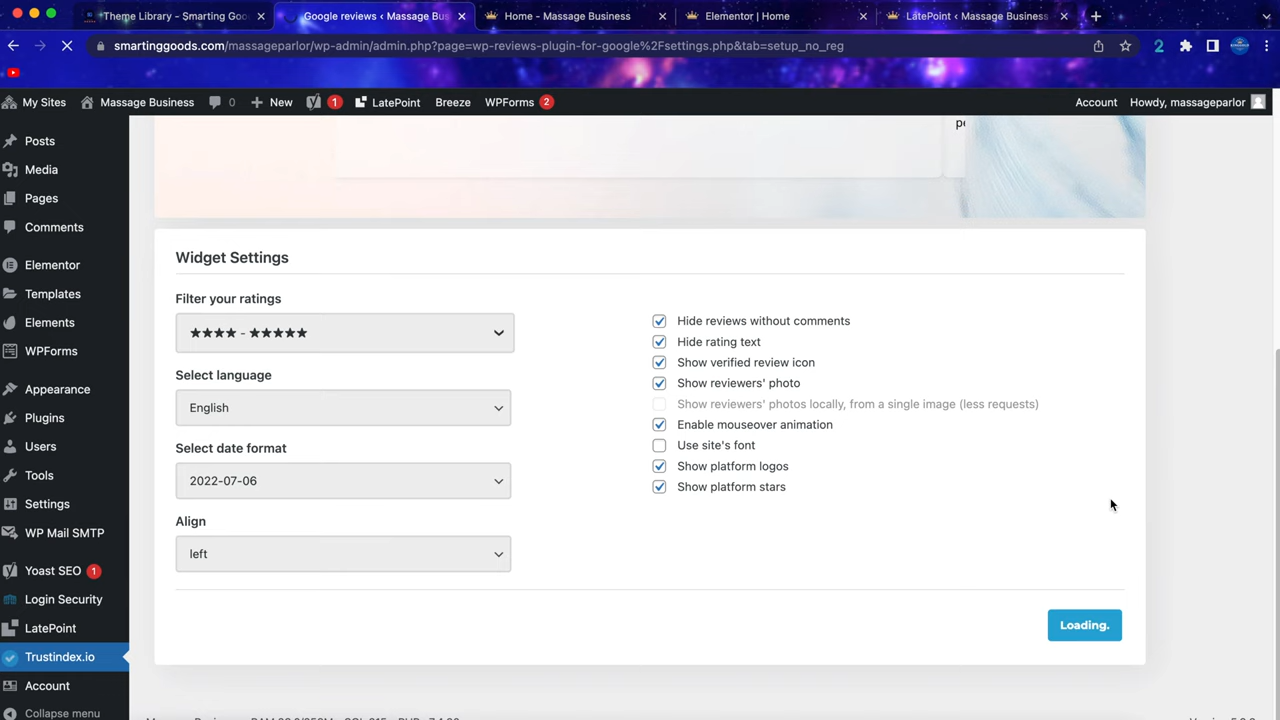 Theme Library - Smarting Goo
Google reviews ‹ Massage Bus
Home - Massage Business
Elementor | Home
LatePoint ‹ Massage Business
smartinggoods.com/massageparlor/wp-admin/admin.php?page=wp-reviews-plugin-for-google%2Fsettings.php&tab=setup_no_reg
2
My Sites
Massage Business
0
New
1
LatePoint
Breeze
WPForms 2
Account
Howdy, massageparlor
Posts
Media
Pages
Comments
Elementor
Templates
Elements
WPForms
Appearance
Plugins
Users
Tools
Settings
WP Mail SMTP
Yoast SEO 1
Login Security
LatePoint
Trustindex.io
Account
Collapse menu
Widget Settings
Filter your ratings
★★★★ - ★★★★★
Select language
English
Select date format
2022-07-06
Align
left
Hide reviews without comments
Hide rating text
Show verified review icon
Show reviewers' photo
Show reviewers' photos locally, from a single image (less requests)
Enable mouseover animation
Use site's font
Show platform logos
Show platform stars
Loading.